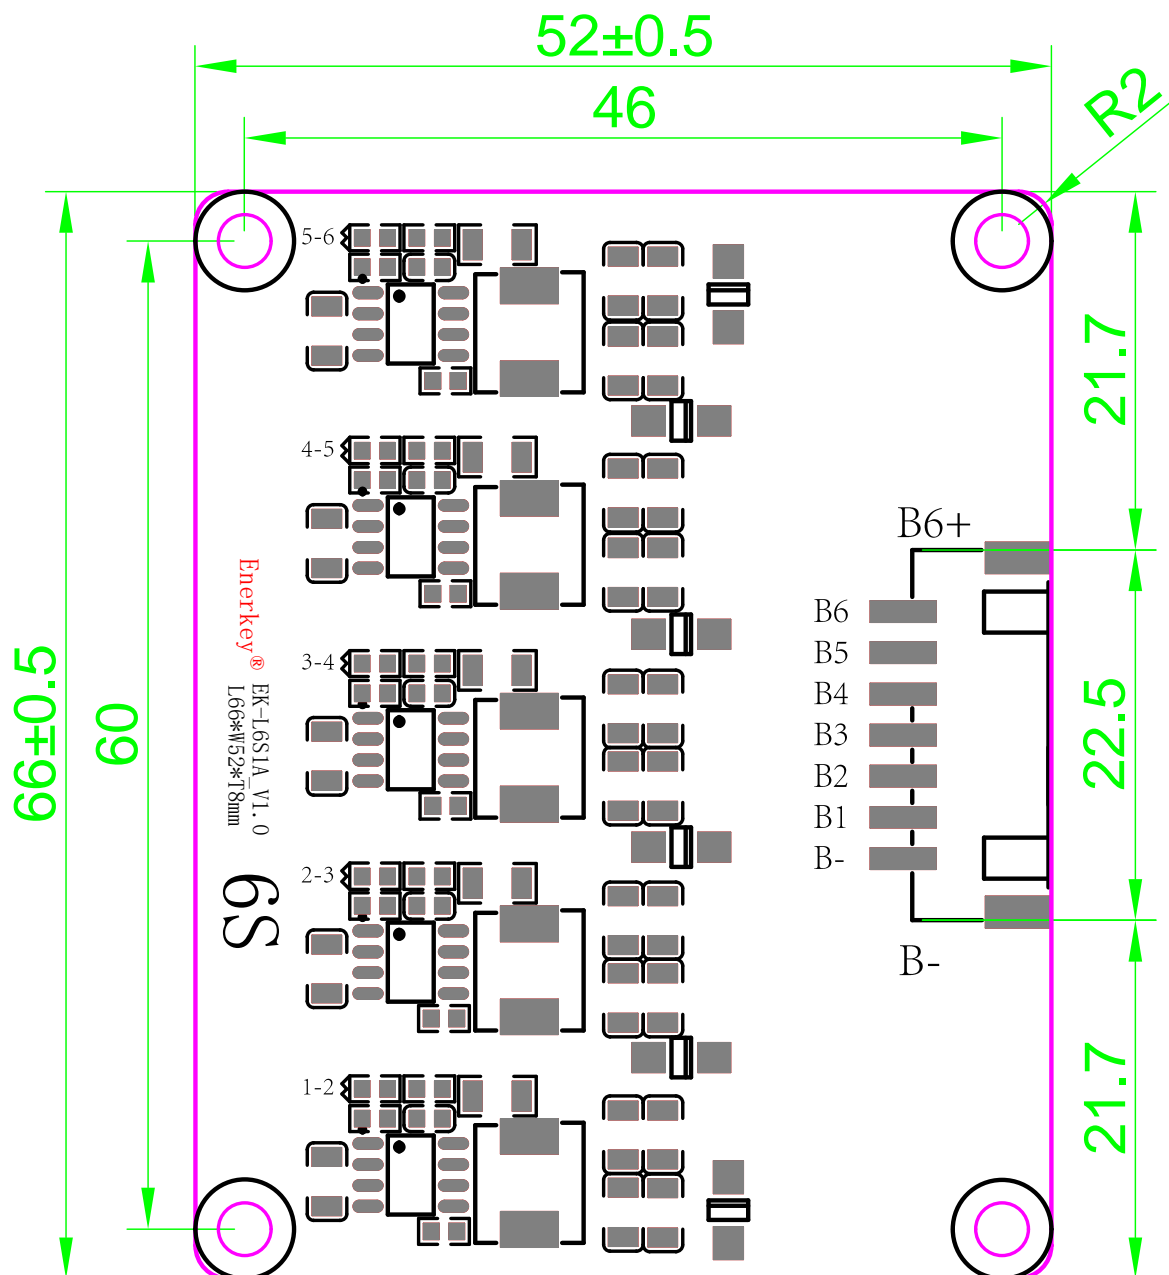 52±0.5
46
R2
5-6
21.7
4-5
B6+
Enerkey®
EK-L6S1A_V1.0
L66*W52*T8mm
6S
B6
B5
B4
B3
B2
B1
B-
3-4
66±0.5
60
22.5
2-3
B-
1-2
21.7